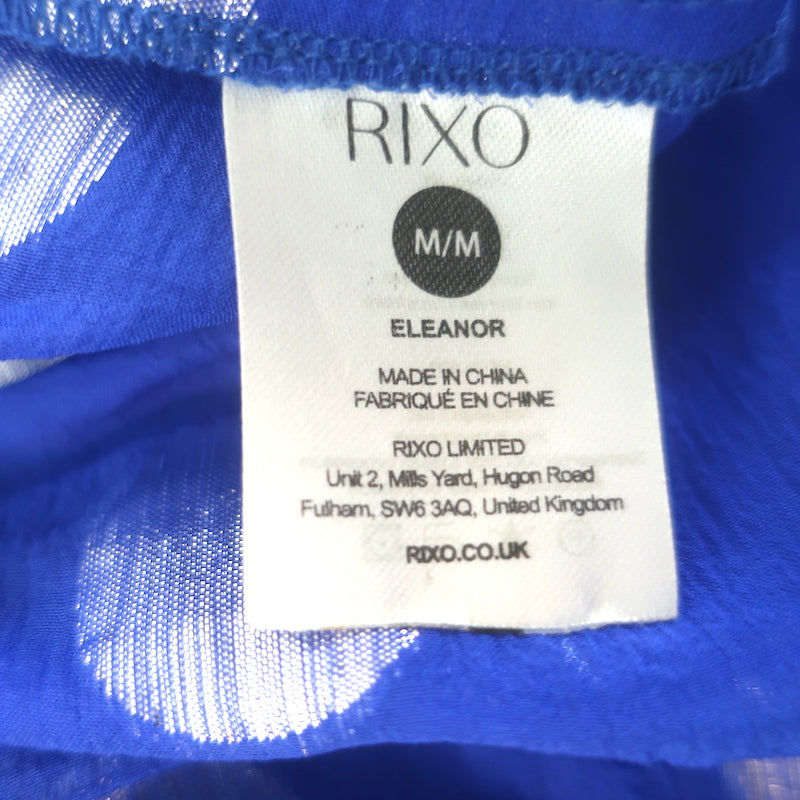 RIXO
M/M
ELEANOR
MADE IN CHINA
FABRIQUÉ EN CHINE
RIXO LIMITED
Unit 2, Mills Yard, Hugon Road
Fulham, SW6 3AQ, United Kingdom
RIXO.CO.UK